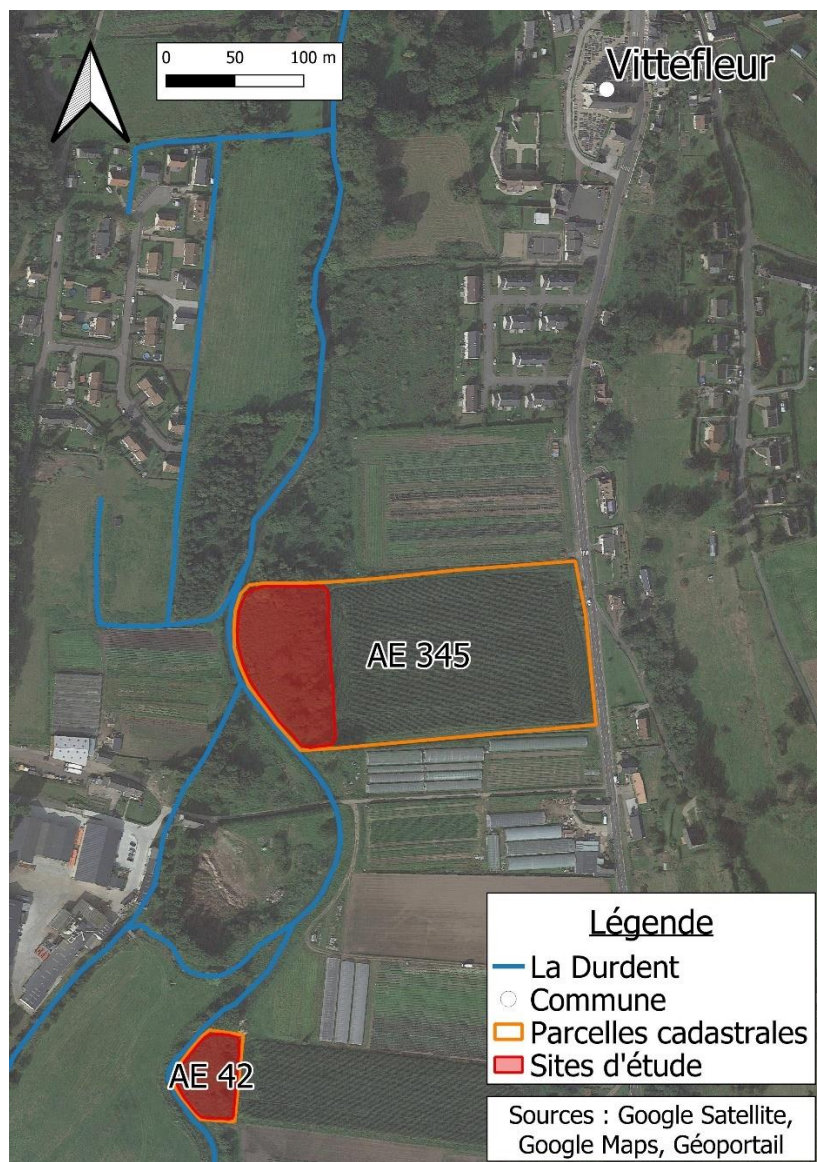 0 50 100 m
Vittefleur
AE 345
AE 42
Légende
La Durdent
Commune
Parcelles cadastrales
Sites d'étude
Sources : Google Satellite,
Google Maps, Géoportail